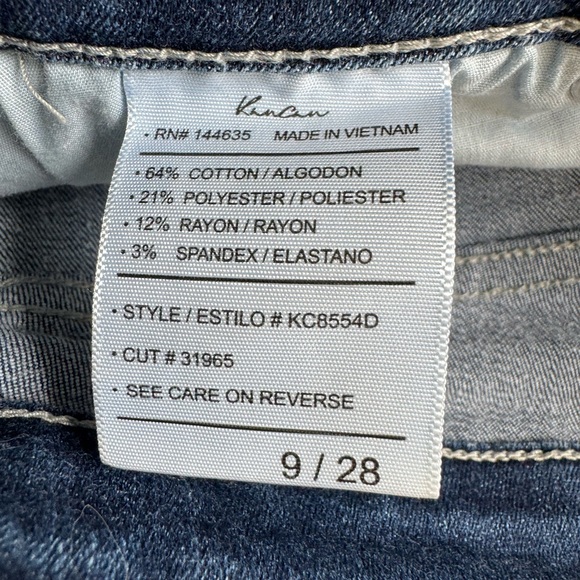 KanCan
• RN# 144635 MADE IN VIETNAM
• 64% COTTON / ALGODON
• 21% POLYESTER / POLIESTER
• 12% RAYON / RAYON
• 3% SPANDEX / ELASTANO
• STYLE / ESTILO # KC8554D
• CUT # 31965
• SEE CARE ON REVERSE
9 / 28